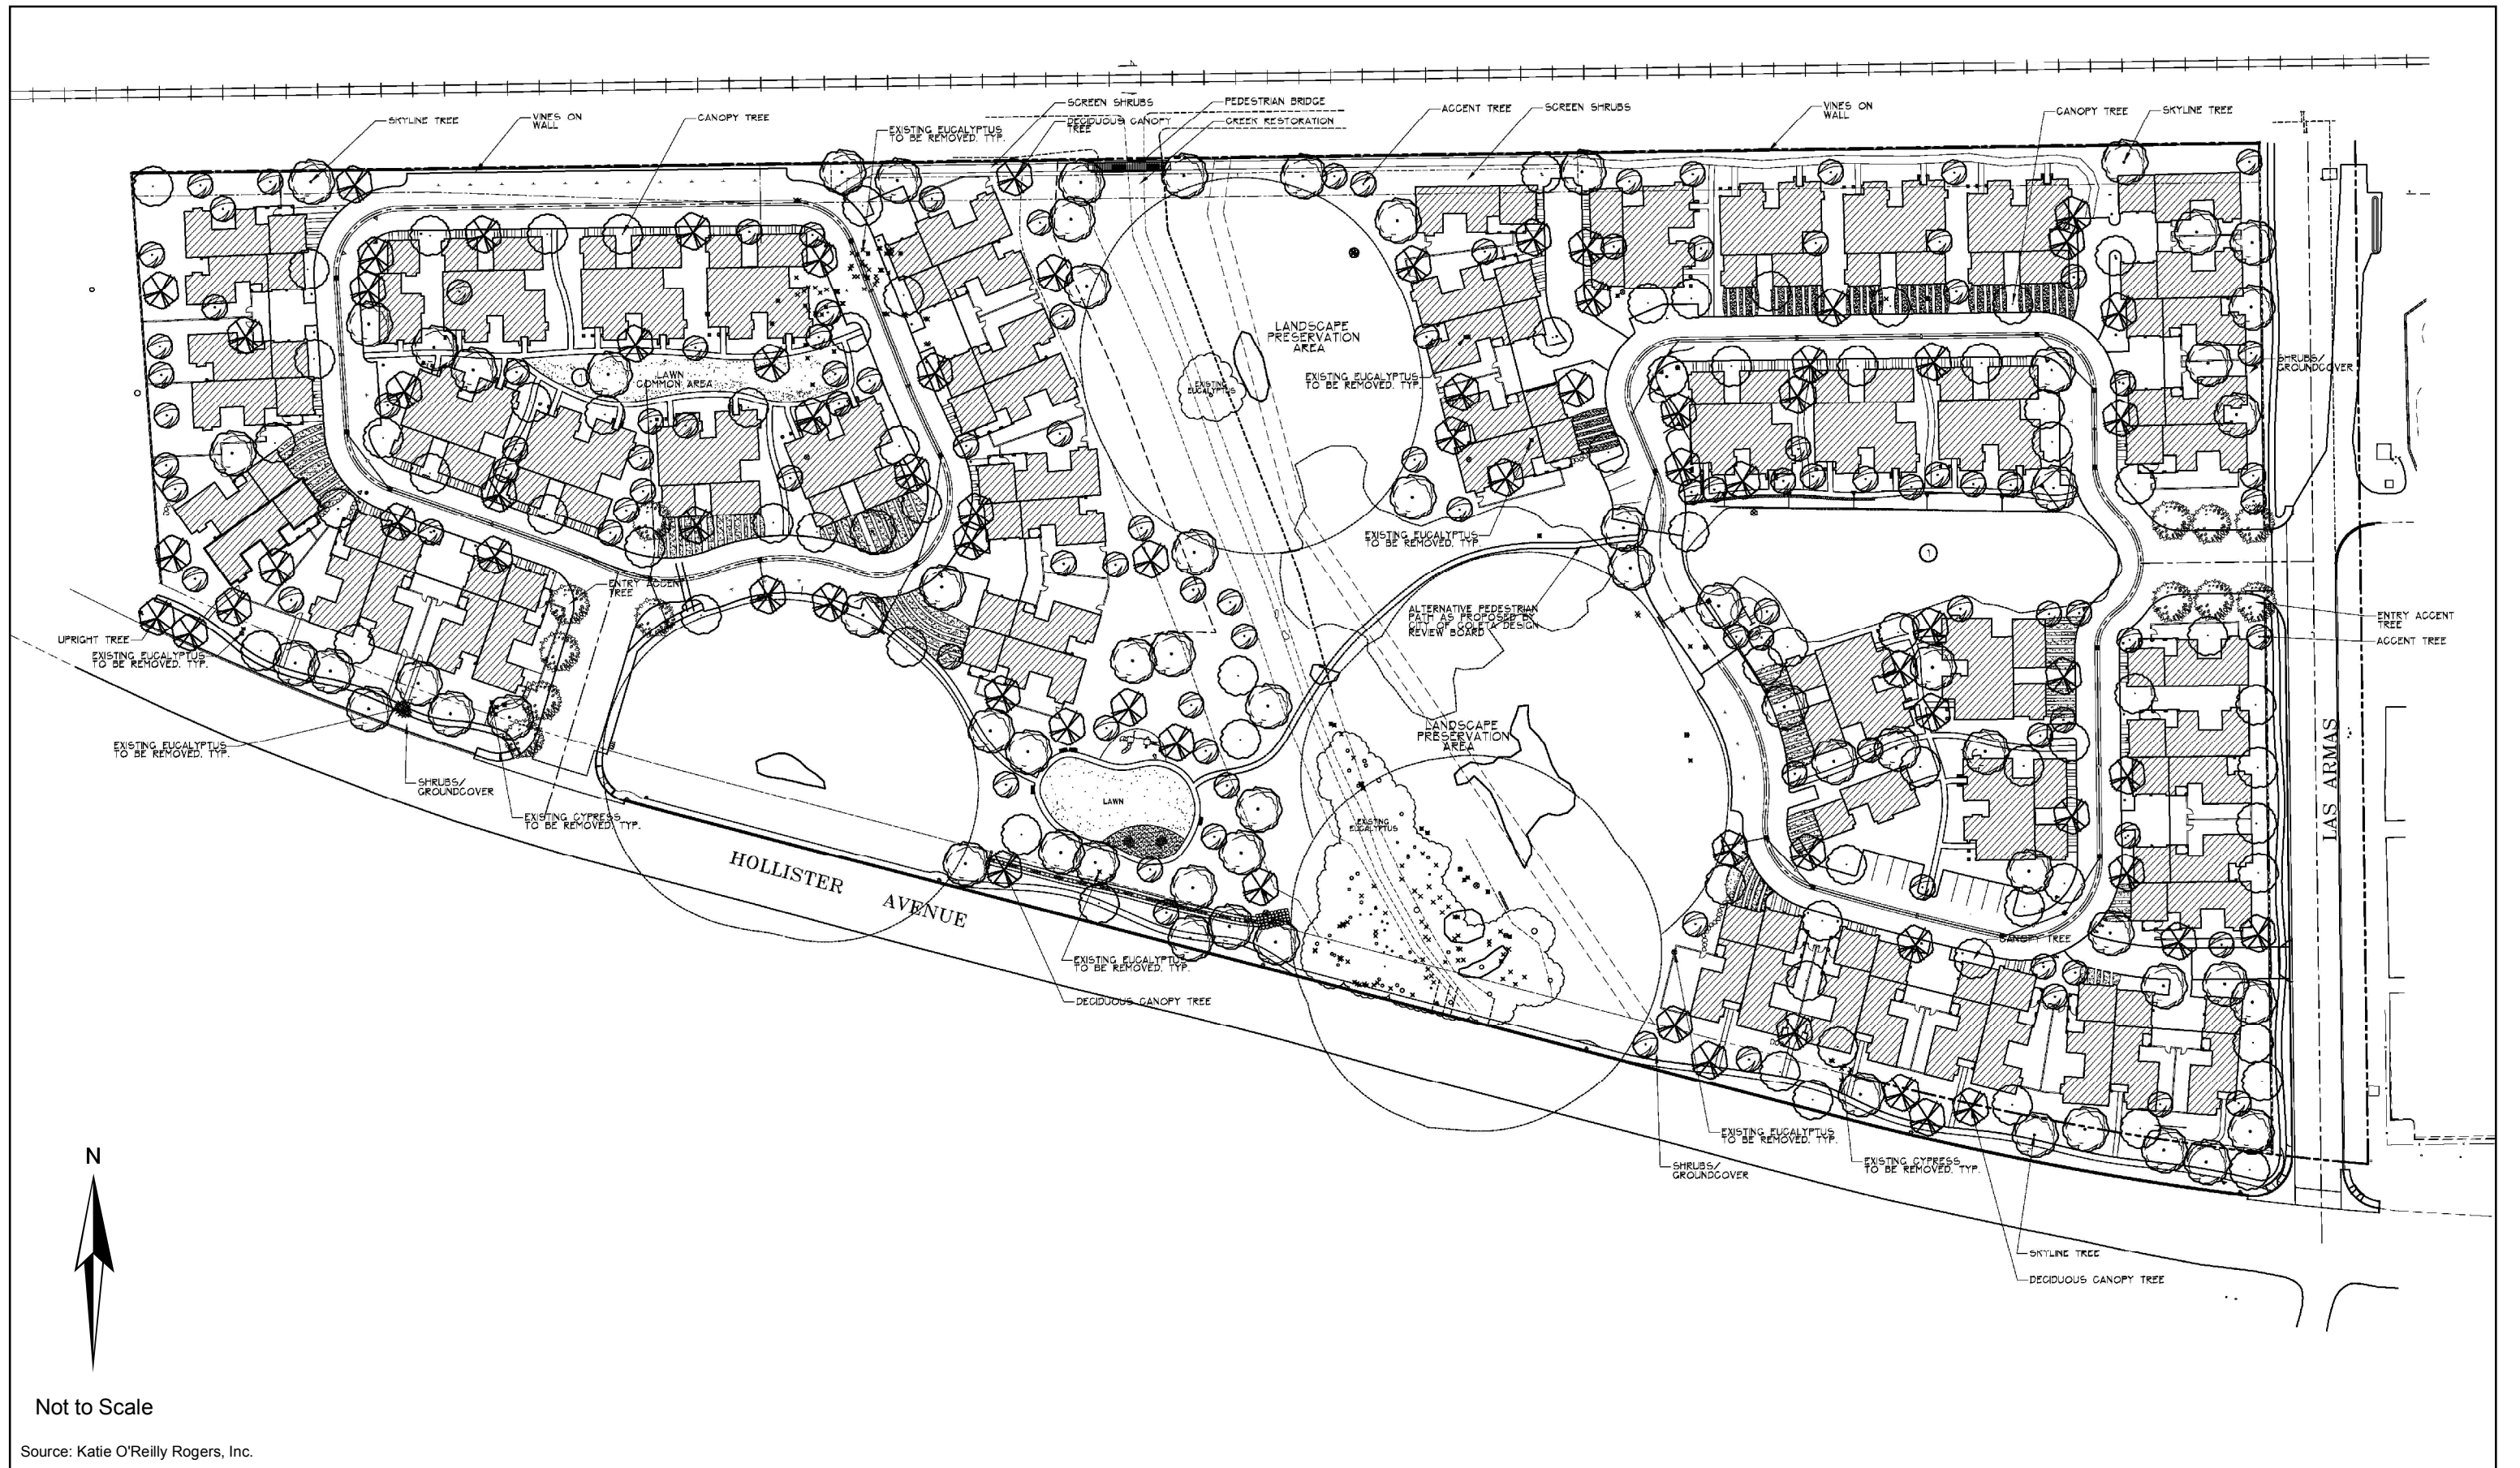 SCREEN SHRUBS
PEDESTRIAN BRIDGE
SKYLINE TREE
VINES ON
WALL
CANOPY TREE
EXISTING EUCALYPTUS
TO BE REMOVED, TYP.
DECIDUOUS CANOPY
TREE
CREEK RESTORATION
ACCENT TREE
SCREEN SHRUBS
VINES ON
WALL
CANOPY TREE
SKYLINE TREE
LANDSCAPE
PRESERVATION
AREA
EXISTING
EUCALYPTUS
EXISTING EUCALYPTUS
TO BE REMOVED, TYP.
SHRUBS/
GROUNDCOVER
LAWN
COMMON AREA
1
EXISTING EUCALYPTUS
TO BE REMOVED, TYP.
1
ENTRY ACCENT
TREE
ALTERNATIVE PEDESTRIAN
PATH AS PROPOSED BY
CITY OF GOLETA DESIGN
REVIEW BOARD
ENTRY ACCENT
TREE
ACCENT TREE
UPRIGHT TREE
EXISTING EUCALYPTUS
TO BE REMOVED, TYP.
LANDSCAPE
PRESERVATION
AREA
LAS ARMAS
EXISTING EUCALYPTUS
TO BE REMOVED, TYP.
SHRUBS/
GROUNDCOVER
LAWN
EXISTING CYPRESS
TO BE REMOVED, TYP.
EXISTING
EUCALYPTUS
HOLLISTER AVENUE
CANOPY TREE
EXISTING EUCALYPTUS
TO BE REMOVED, TYP.
DECIDUOUS CANOPY TREE
EXISTING EUCALYPTUS
TO BE REMOVED, TYP.
SHRUBS/
GROUNDCOVER
EXISTING CYPRESS
TO BE REMOVED, TYP.
SKYLINE TREE
DECIDUOUS CANOPY TREE
N
Not to Scale
Source: Katie O'Reilly Rogers, Inc.